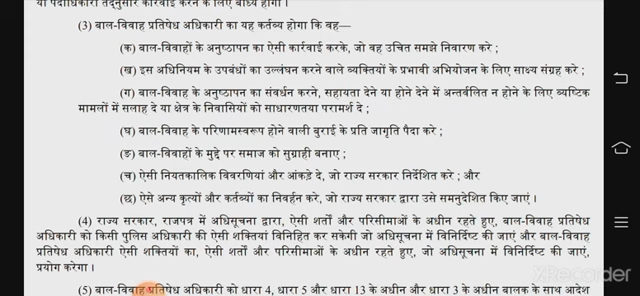 या पदाधिकारी तद्नुसार कार्रवाई करने के लिए बाध्य होगा ।
(3) बाल-विवाह प्रतिषेध अधिकारी का यह कर्तव्य होगा कि वह—
(क) बाल-विवाहों के अनुष्ठापन का ऐसी कार्रवाई करके, जो वह उचित समझे निवारण करे ;
(ख) इस अधिनियम के उपबंधों का उल्लंघन करने वाले व्यक्तियों के प्रभावी अभियोजन के लिए साक्ष्य संग्रह करे ;
(ग) बाल-विवाह के अनुष्ठापन का संवर्धन करने, सहायता देने या होने देने में अन्तर्वलित न होने के लिए व्यष्टिक
मामलों में सलाह दे या क्षेत्र के निवासियों को साधारणतया परामर्श दे ;
(घ) बाल-विवाह के परिणामस्वरूप होने वाली बुराई के प्रति जागृति पैदा करे ;
(ङ) बाल-विवाहों के मुद्दे पर समाज को सुग्राही बनाए ;
(च) ऐसी नियतकालिक विवरणियां और आंकड़े दे, जो राज्य सरकार निर्देशित करे ; और
(छ) ऐसे अन्य कृत्यों और कर्तव्यों का निर्वहन करे, जो राज्य सरकार द्वारा उसे समनुदेशित किए जाएं ।
(4) राज्य सरकार, राजपत्र में अधिसूचना द्वारा, ऐसी शर्तों और परिसीमाओं के अधीन रहते हुए, बाल-विवाह प्रतिषेध
अधिकारी को किसी पुलिस अधिकारी की ऐसी शक्तियां विनिहित कर सकेगी जो अधिसूचना में विनिर्दिष्ट की जाएं और बाल-विवाह
प्रतिषेध अधिकारी ऐसी शक्तियों का, ऐसी शर्तों और परिसीमाओं के अधीन रहते हुए, जो अधिसूचना में विनिर्दिष्ट की जाएं,
प्रयोग करेगा ।
(5) बाल-विवाह प्रतिषेध अधिकारी को धारा 4, धारा 5 और धारा 13 के अधीन और धारा 3 के अधीन बालक के साथ आदेश
XRecorder